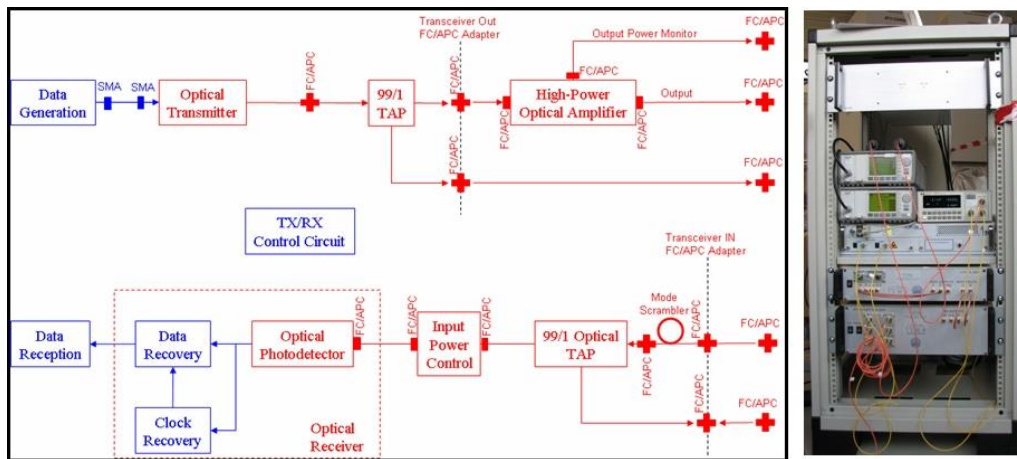 Transceiver Out
FC/APC Adapter
FC/APC
Output Power Monitor
FC/APC
FC/APC
FC/APC
FC/APC
SMA
SMA
Data
Generation
Optical
Transmitter
99/1
TAP
High-Power
Optical Amplifier
Output
FC/APC
FC/APC
FC/APC
FC/APC
TX/RX
Control Circuit
Transceiver IN
FC/APC Adapter
Mode
Scrambler
FC/APC
FC/APC
FC/APC
FC/APC
FC/APC
Data
Reception
Data
Recovery
Optical
Photodetector
Input
Power
Control
99/1 Optical
TAP
FC/APC
FC/APC
FC/APC
Clock
Recovery
Optical
Receiver